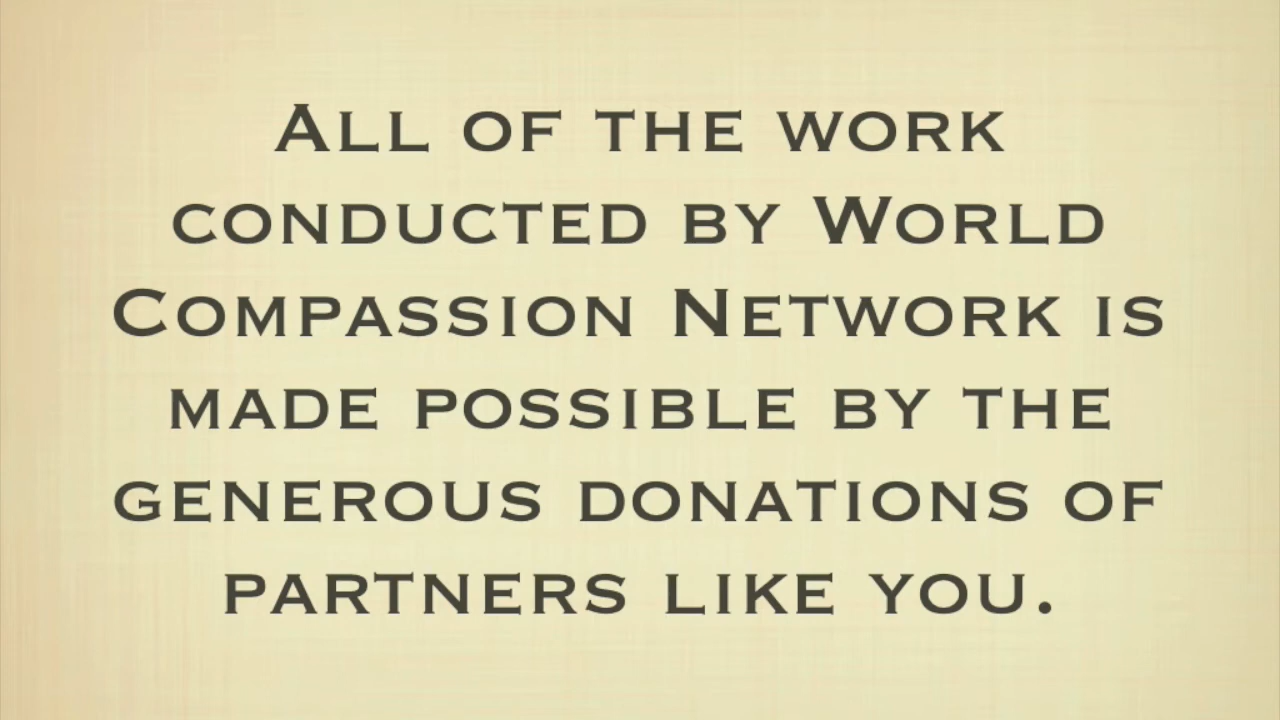 All of the work
conducted by World
Compassion Network is
made possible by the
generous donations of
partners like you.